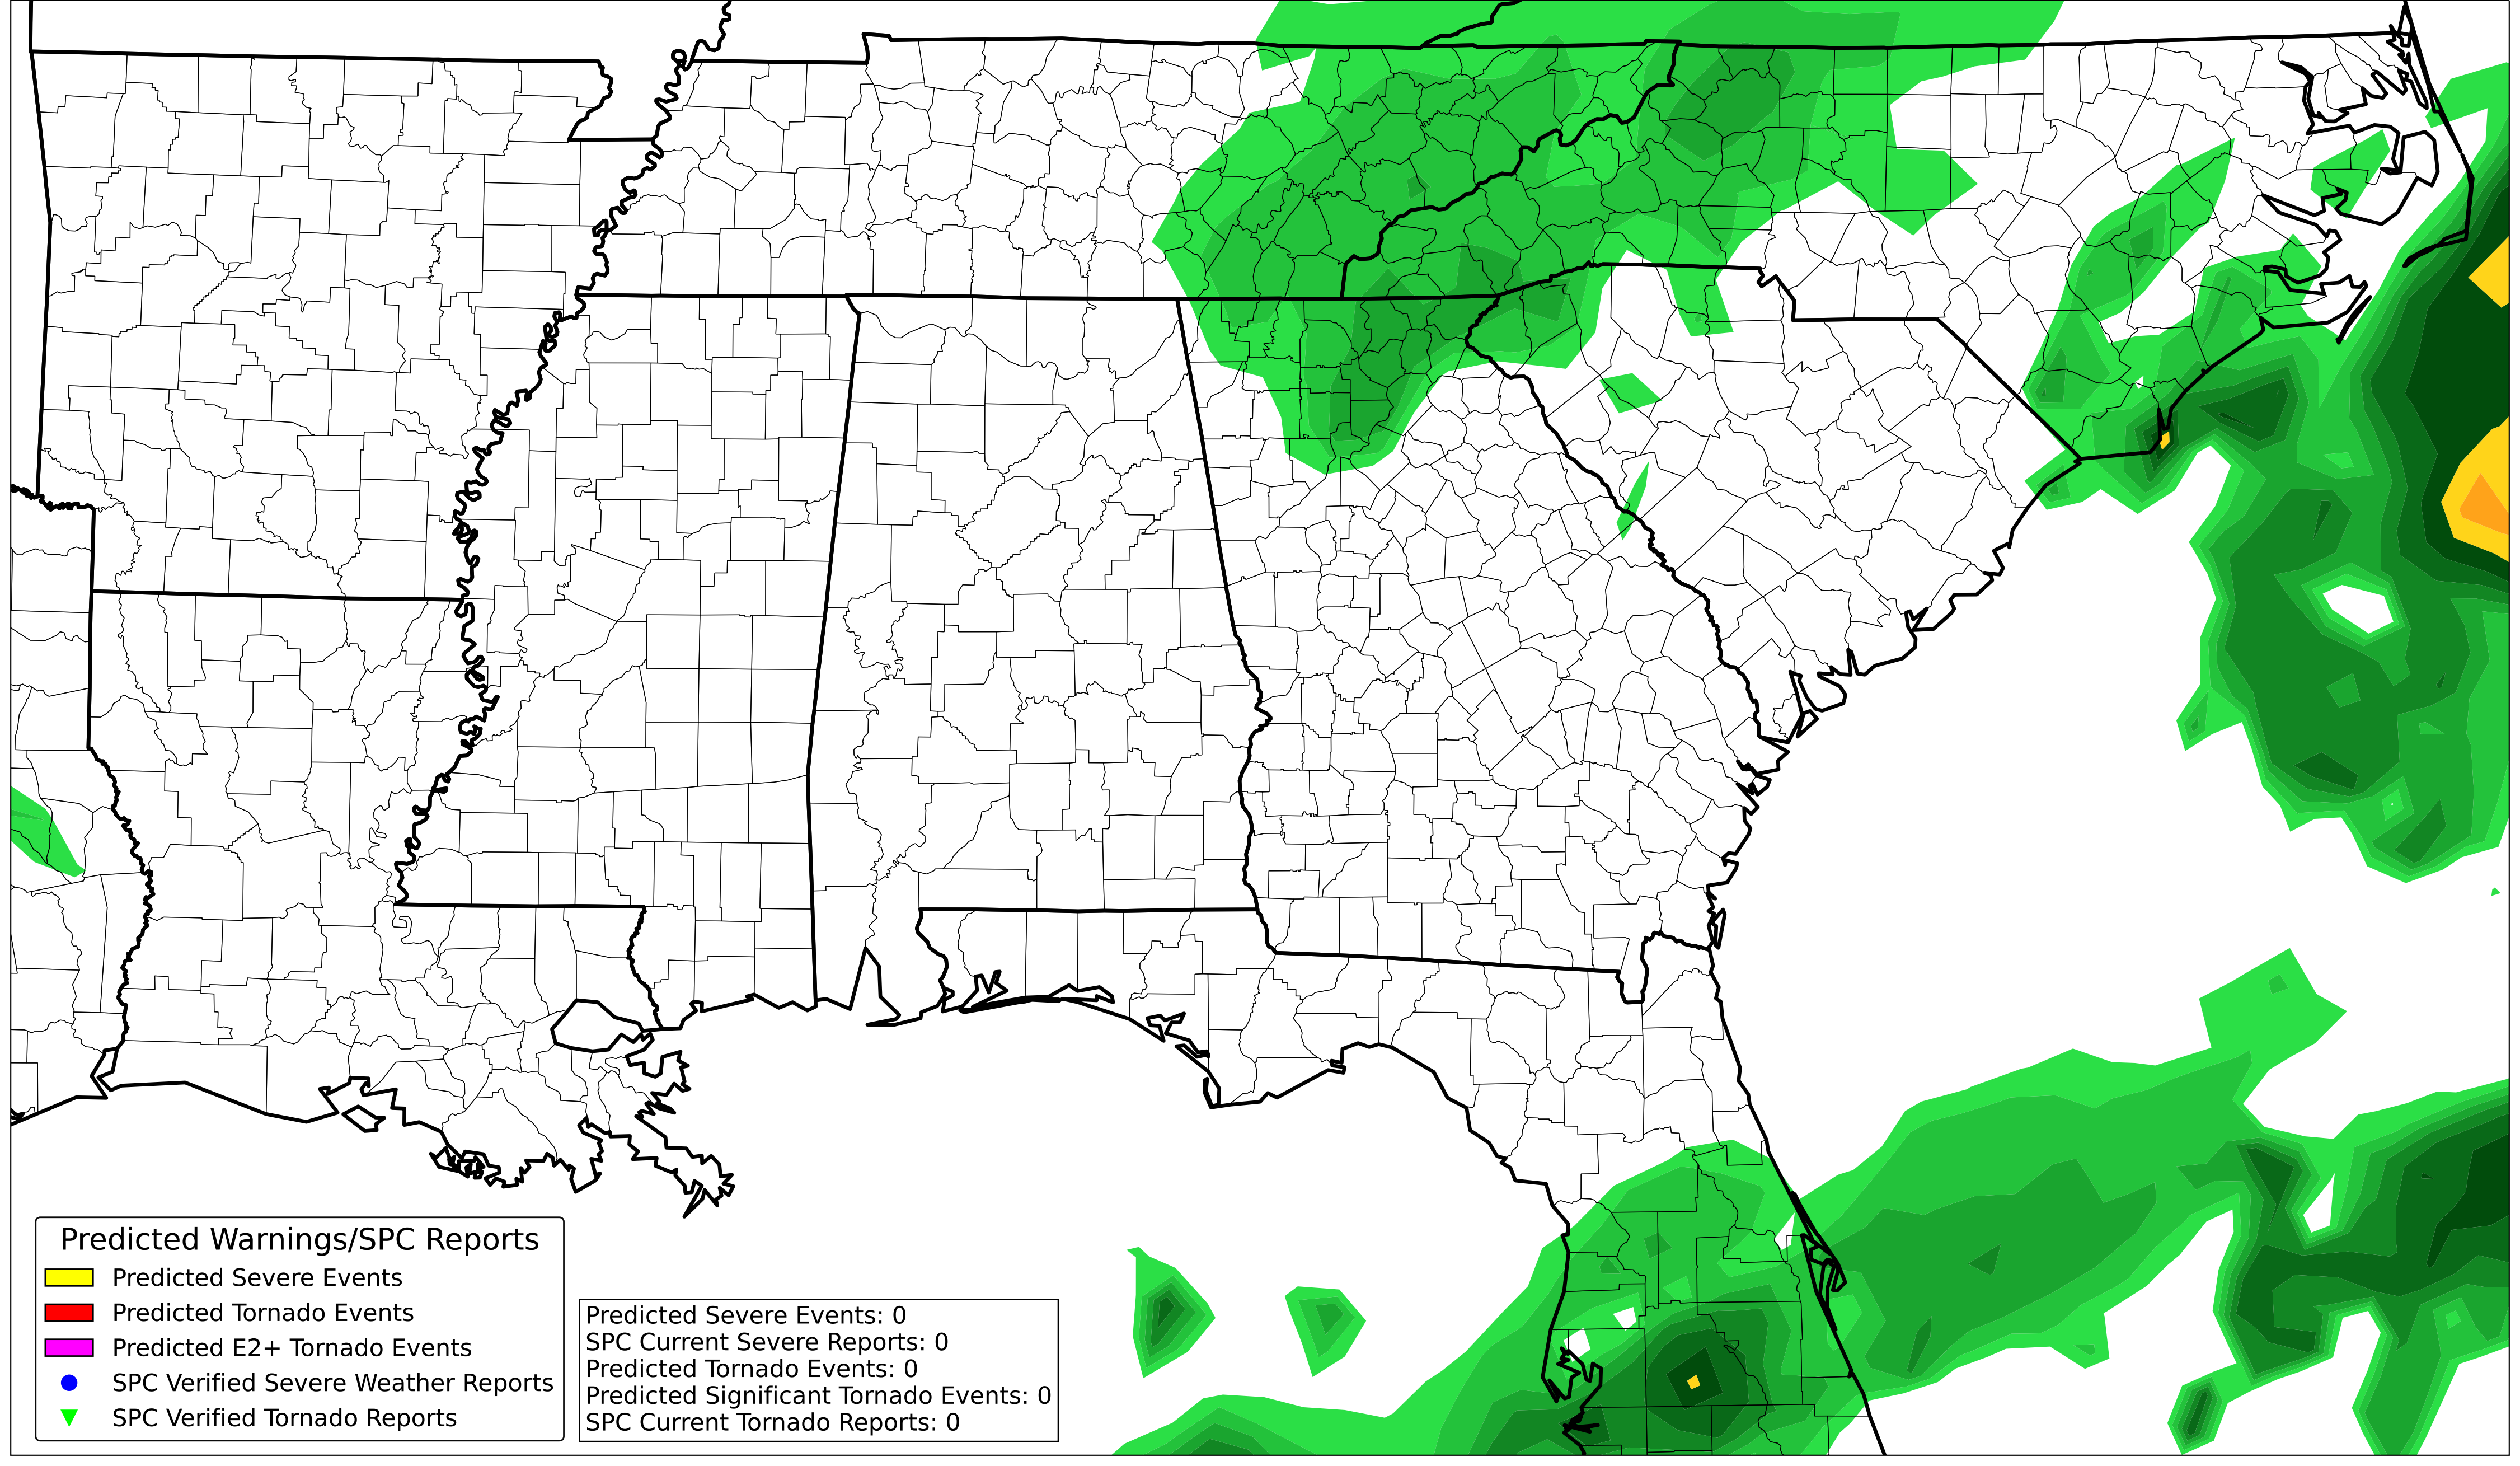 Predicted Warnings/SPC Reports
Predicted Severe Events
Predicted Tornado Events
Predicted E2+ Tornado Events
SPC Verified Severe Weather Reports
SPC Verified Tornado Reports
Predicted Severe Events: 0
SPC Current Severe Reports: 0
Predicted Tornado Events: 0
Predicted Significant Tornado Events: 0
SPC Current Tornado Reports: 0